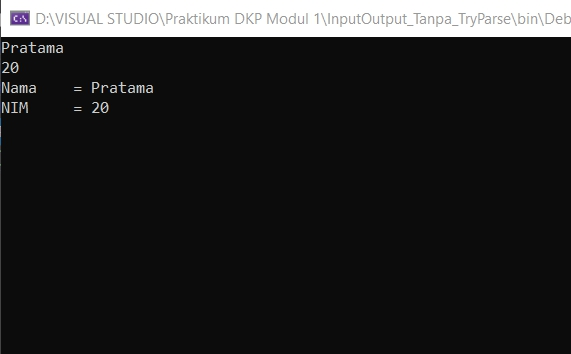 D:\VISUAL STUDIO\Praktikum DKP Modul 1\InputOutput_Tanpa_TryParse\bin\Deb
Pratama
20
Nama    = Pratama
NIM     = 20